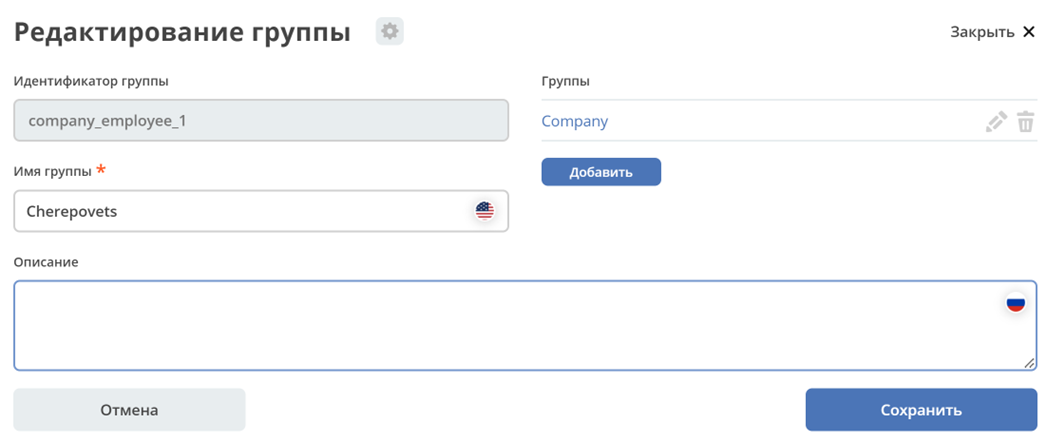 Редактирование группы
Закрыть
Идентификатор группы
company_employee_1
Группы
Company
Добавить
Имя группы *
Cherepovets
Описание
Отмена
Сохранить